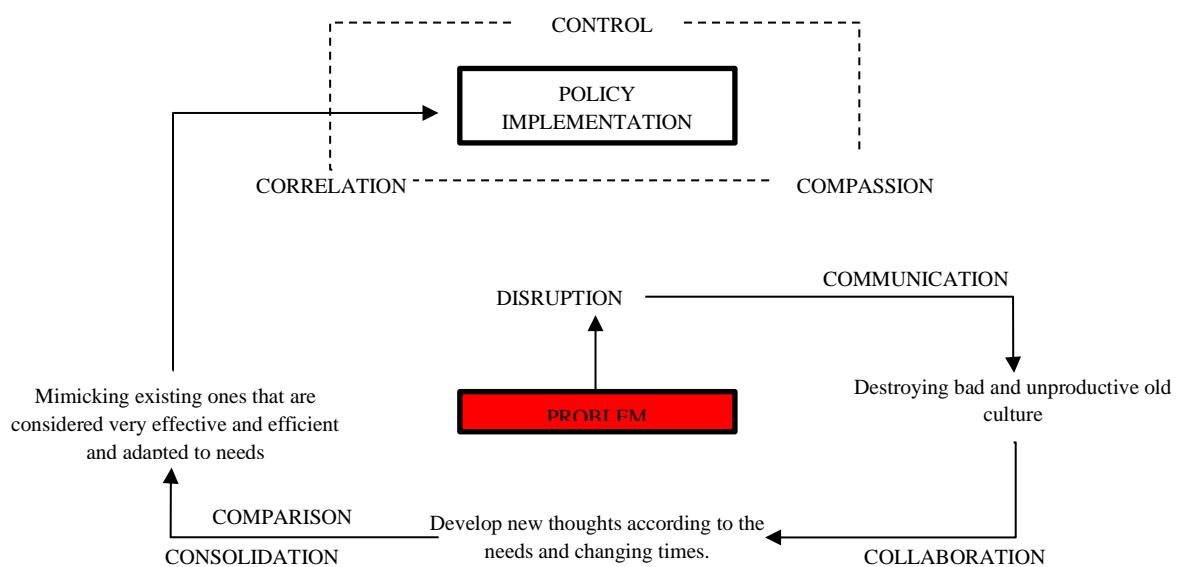 CONTROL
POLICY
IMPLEMENTATION
CORRELATION
COMPASSION
COMMUNICATION
DISRUPTION
Destroying bad and unproductive old
culture
Mimicking existing ones that are
considered very effective and efficient
and adapted to needs
PROBLEM
COMPARISON
Develop new thoughts according to the
needs and changing times.
CONSOLIDATION
COLLABORATION